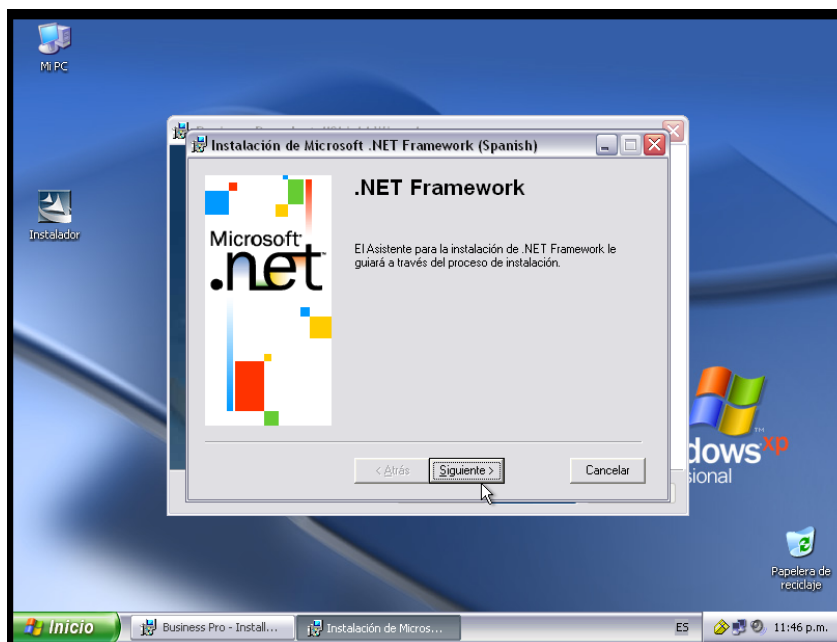 Mi PC
Instalador
Instalación de Microsoft .NET Framework (Spanish)
Microsoft
.net
.NET Framework
El Asistente para la instalación de .NET Framework le
guiará a través del proceso de instalación.
< Atrás
Siguiente >
Cancelar
dows xp
TM
sional
Papelera de
reciclaje
Inicio
Business Pro - Install...
Instalación de Micros...
ES
11:46 p.m.